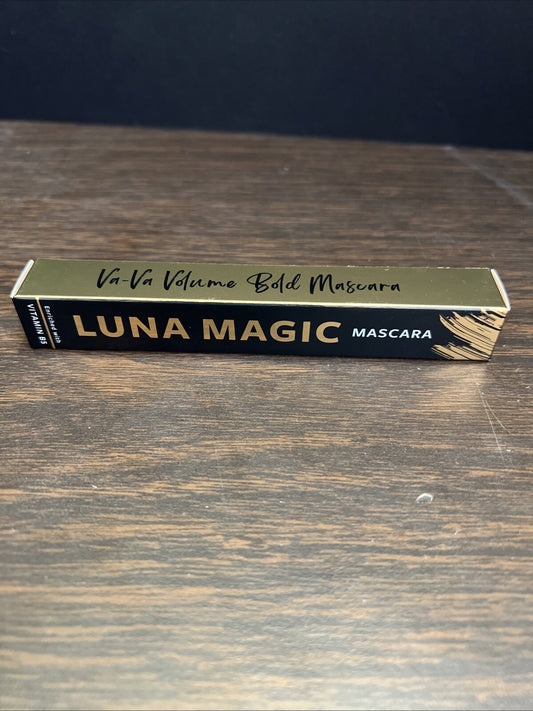 Va-Va Volume Bold Mascara
Enriched with
VITAMIN B5
LUNA MAGIC MASCARA